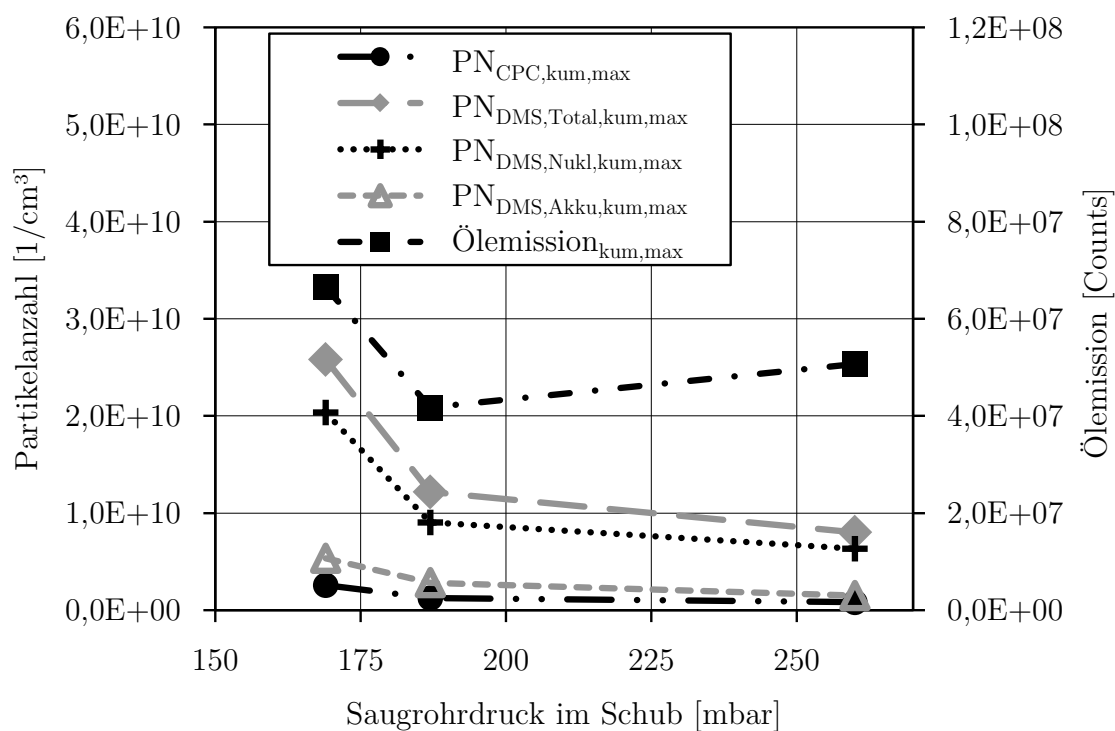 6,0E+10
5,0E+10
4,0E+10
3,0E+10
2,0E+10
1,0E+10
0,0E+00
Partikelanzahl [1/cm³]
PN_CPC,kum,max
PN_DMS,Total,kum,max
PN_DMS,Nukl,kum,max
PN_DMS,Akku,kum,max
Ölemission_kum,max
1,2E+08
1,0E+08
8,0E+07
6,0E+07
4,0E+07
2,0E+07
0,0E+00
Ölemission [Counts]
150 175 200 225 250
Saugrohrdruck im Schub [mbar]